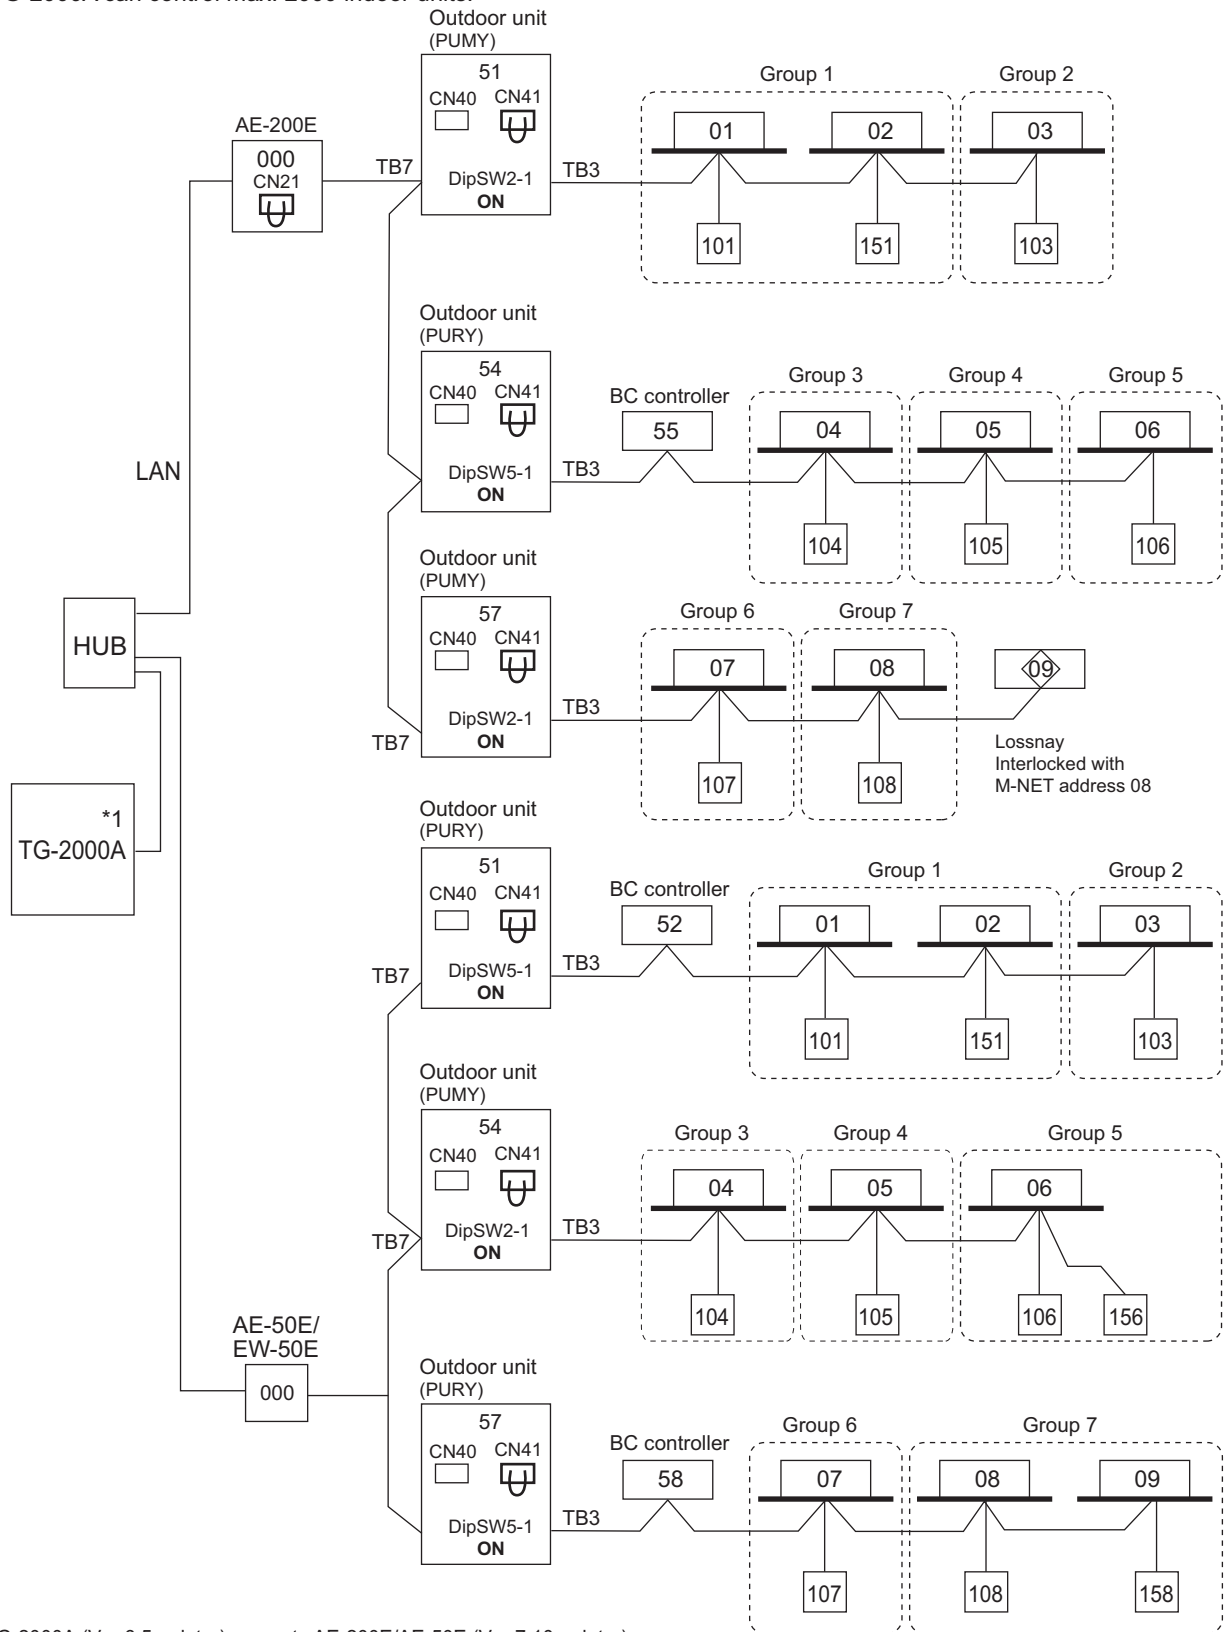 Outdoor unit
(PUMY)
51
CN40 CN41
DipSW2-1
ON
AE-200E
000
CN21
TB7
TB3
Group 1
Group 2
01
02
03
101
151
103
Outdoor unit
(PURY)
54
CN40 CN41
DipSW5-1
ON
TB3
BC controller
55
Group 3
Group 4
Group 5
04
05
06
104
105
106
LAN
HUB
*1
TG-2000A
Outdoor unit
(PUMY)
57
CN40 CN41
DipSW2-1
ON
TB7
TB3
Group 6
Group 7
07
08
09
107
108
Lossnay
Interlocked with
M-NET address 08
Outdoor unit
(PURY)
51
CN40 CN41
DipSW5-1
ON
TB7
TB3
BC controller
52
Group 1
Group 2
01
02
03
101
151
103
Outdoor unit
(PUMY)
54
CN40 CN41
DipSW2-1
ON
TB7
TB3
Group 3
Group 4
Group 5
04
05
06
104
105
106
156
AE-50E/
EW-50E
000
Outdoor unit
(PURY)
57
CN40 CN41
DipSW5-1
ON
TB3
BC controller
58
Group 6
Group 7
07
08
09
107
108
158